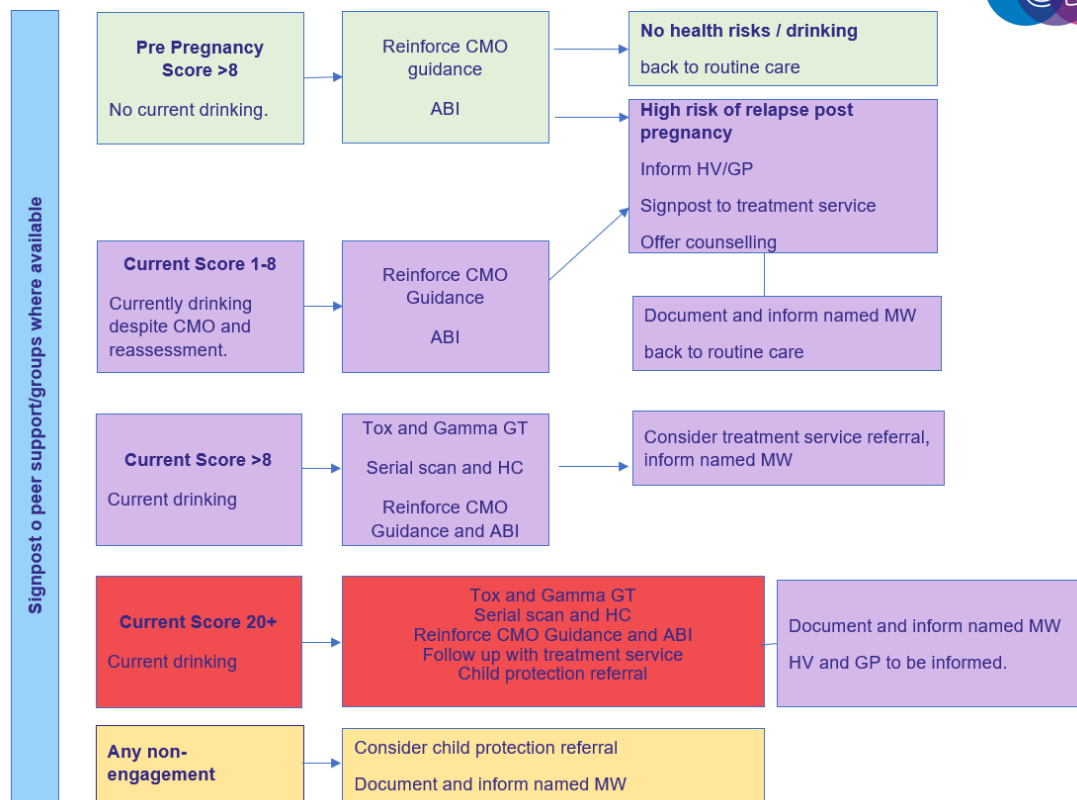 Signpost o peer support/groups where available
Pre Pregnancy
Score >8
No current drinking.
Reinforce CMO
guidance
ABI
No health risks / drinking
back to routine care
High risk of relapse post
pregnancy
Inform HV/GP
Signpost to treatment service
Offer counselling
Current Score 1-8
Currently drinking
despite CMO and
reassessment.
Reinforce CMO
Guidance
ABI
Document and inform named MW
back to routine care
Current Score >8
Current drinking
Tox and Gamma GT
Serial scan and HC
Reinforce CMO
Guidance and ABI
Consider treatment service referral,
inform named MW
Current Score 20+
Current drinking
Tox and Gamma GT
Serial scan and HC
Reinforce CMO Guidance and ABI
Follow up with treatment service
Child protection referral
Document and inform named MW
HV and GP to be informed.
Any non-
engagement
Consider child protection referral
Document and inform named MW